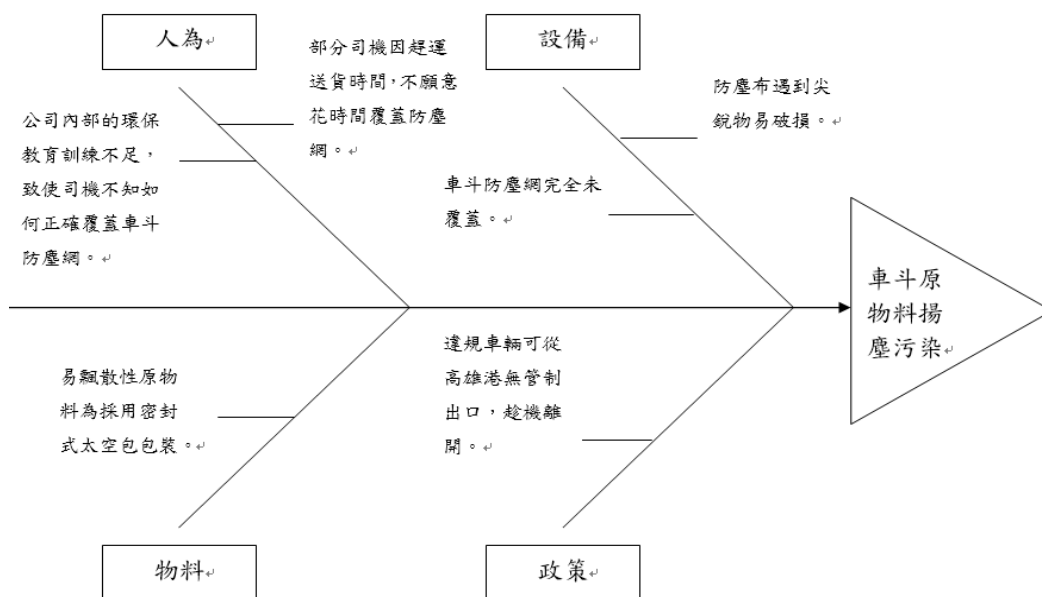 人為
公司內部的環保
教育訓練不足，
致使司機不知如
何正確覆蓋車斗
防塵網。
部分司機因趕運
送貨時間，不願意
花時間覆蓋防塵
網。
設備
防塵布遇到尖
銳物易破損。
車斗防塵網完全未
覆蓋。
車斗原
物料揚
塵污染
易飄散性原物
料為採用密封
式太空包包裝。
物料
違規車輛可從
高雄港無管制
出口，趁機離
開。
政策